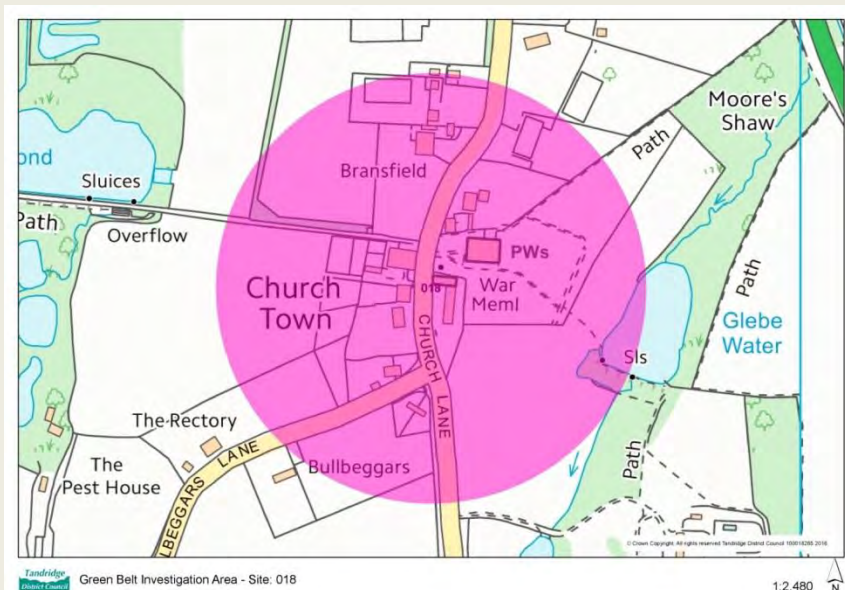 Moore's
Shaw
Path
ond
Sluices
Bransfield
Path
Overflow
PWs
Church
Town
018
War
Meml
Path
Glebe
Water
CHURCH LANE
Sls
The Rectory
Path
The
Pest House
LBEGGARS LANE
Bullbeggars
© Crown Copyright. All rights reserved Tandridge District Council 100018265 2016
Tandridge
District Council
Green Belt Investigation Area - Site: 018
1:2,480
N